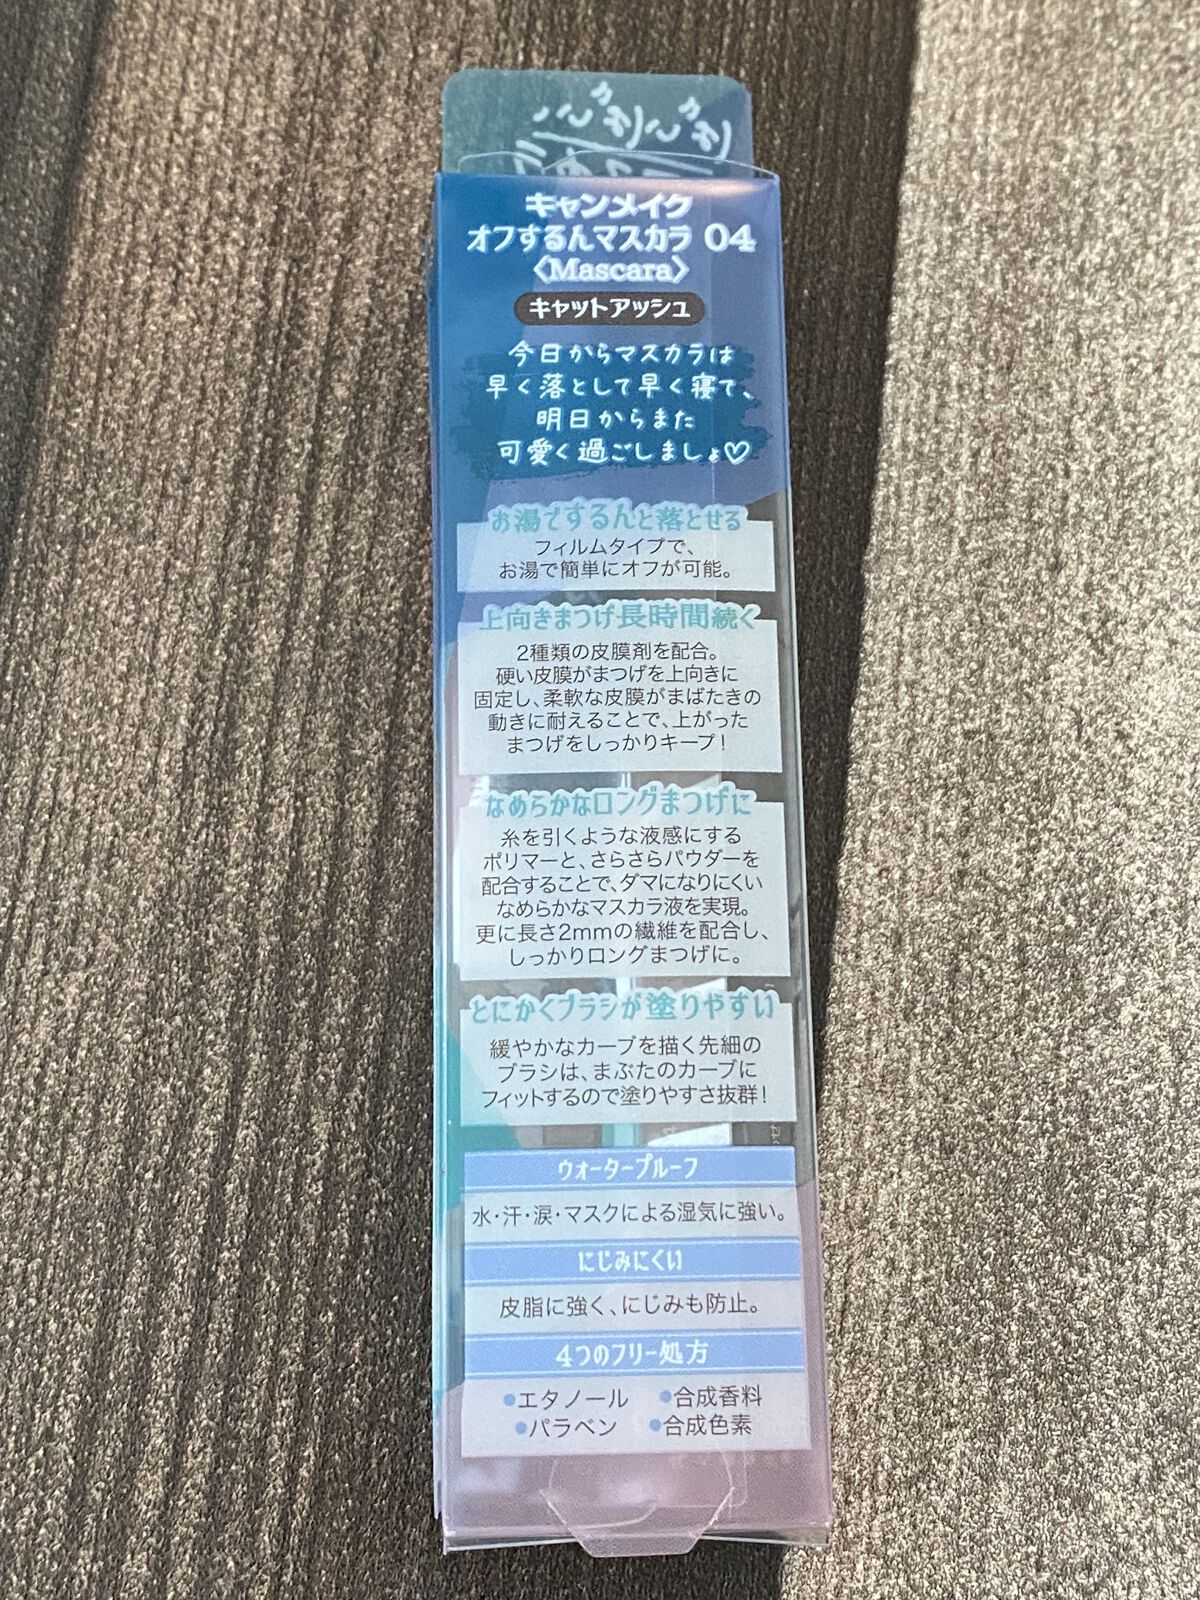 キャンメイク
オフするんマスカラ 04
〈Mascara〉
キャットアッシュ
今日からマスカラは
早く落として早く寝て、
明日からまた
可愛く過ごしましょ♡
お湯でするんと落とせる
フィルムタイプで、
お湯で簡単にオフが可能。
上向きまつげ長時間続く
2種類の皮膜剤を配合。
硬い皮膜がまつげを上向きに
固定し、柔軟な皮膜がまばたきの
動きに耐えることで、上がった
まつげをしっかりキープ!
なめらかなロングまつげに
糸を引くような液感にする
ポリマーと、さらさらパウダーを
配合することで、ダマになりにくい
なめらかなマスカラ液を実現。
更に長さ2mmの繊維を配合し、
しっかりロングまつげに。
とにかくブラシが塗りやすい
緩やかなカーブを描く先細の
ブラシは、まぶたのカーブに
フィットするので塗りやすさ抜群!
ウォータープルーフ
水・汗・涙・マスクによる湿気に強い。
にじみにくい
皮脂に強く、にじみも防止。
4つのフリー処方
●エタノール ●合成香料
●パラベン ●合成色素